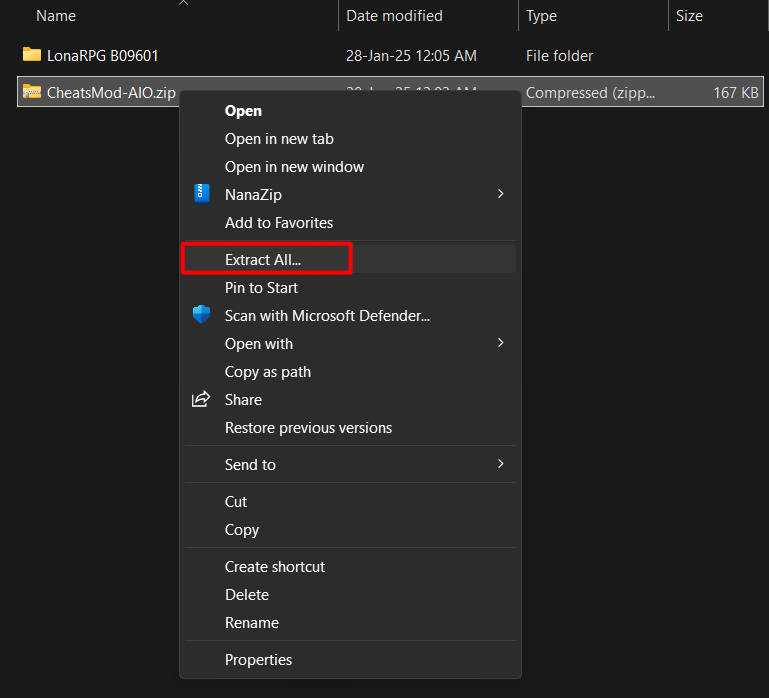 Name Date modified Type Size
LonaRPG B09601 28-Jan-25 12:05 AM File folder
CheatsMod-AIO.zip Compressed (zipp... 167 KB
Open
Open in new tab
Open in new window
NanaZip
Add to Favorites
Extract All...
Pin to Start
Scan with Microsoft Defender...
Open with
Copy as path
Share
Restore previous versions
Send to
Cut
Copy
Create shortcut
Delete
Rename
Properties